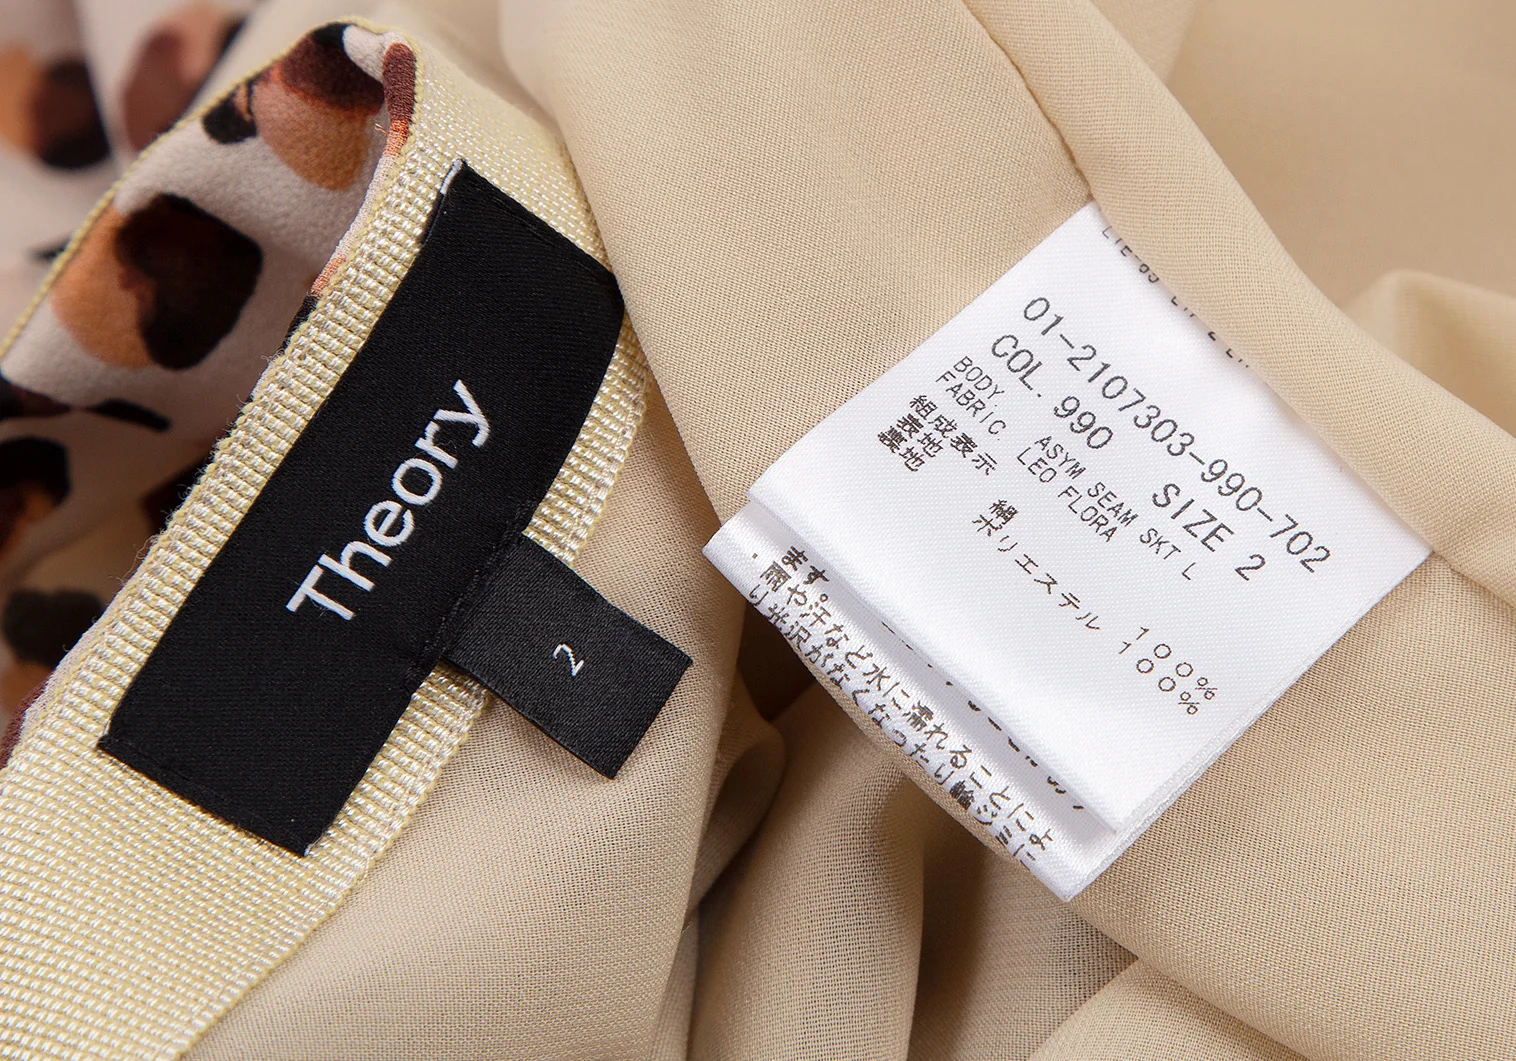 Theory
2
01-2107303-990-702
COL. 990 SIZE 2
BODY. ASYM SEAM SKT L
FABRIC. LEO FLORA
組成表示
表地 絹 100%
裏地 ポリエステル 100%
ます。
・雨や汗など水に濡れることによ
り光沢がなくなったり輪ジミに